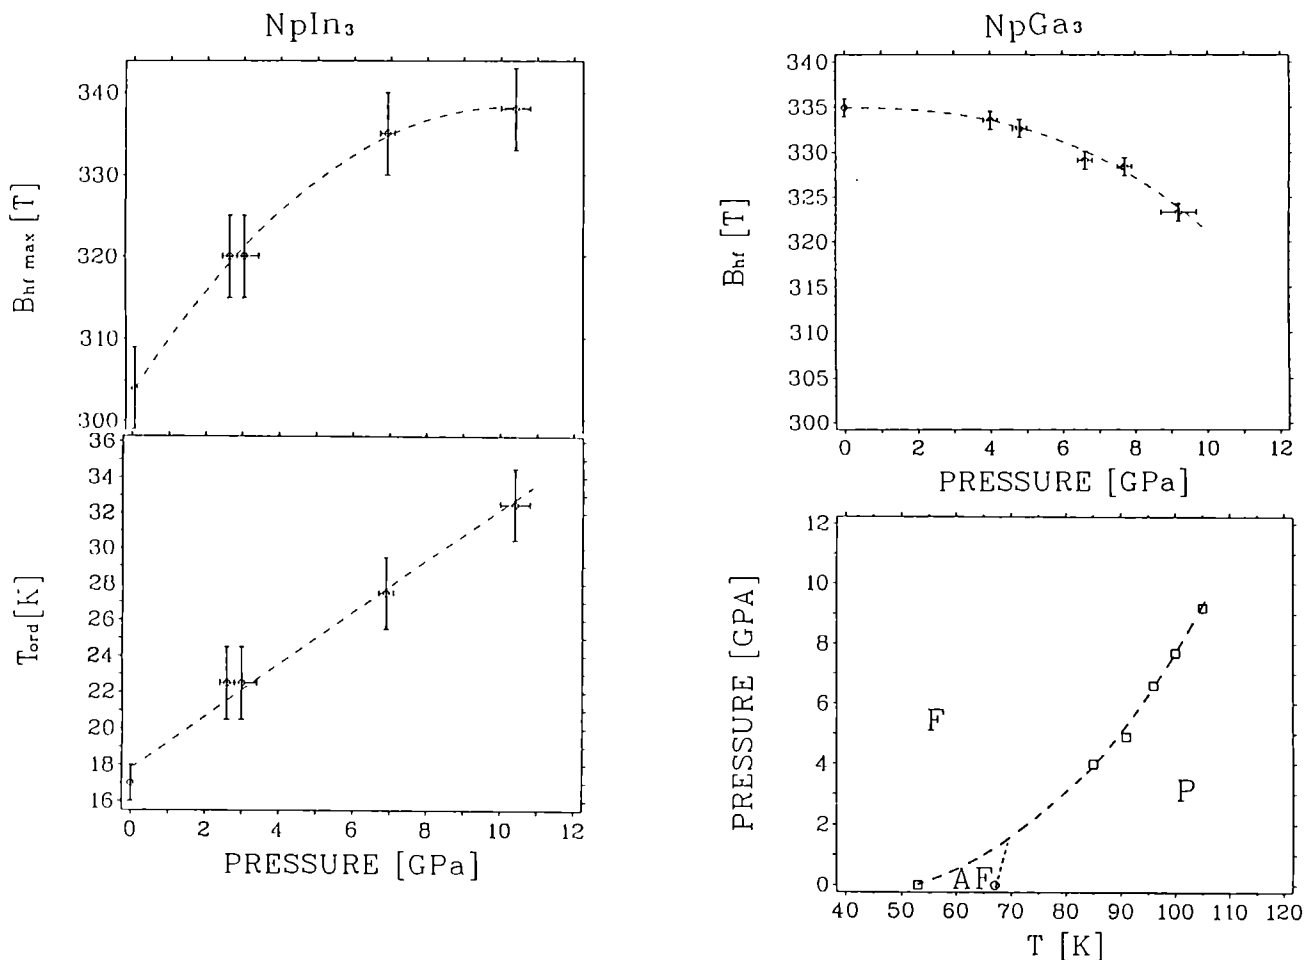 NpIn₃
340
330
320
310
300
B_hf max [T]
36
34
32
30
28
26
24
22
20
18
16
T_ord [K]
0 2 4 6 8 10 12
PRESSURE [GPa]
NpGa₃
340
335
330
325
320
315
310
305
300
B_hf [T]
0 2 4 6 8 10 12
PRESSURE [GPa]
12
10
8
6
4
2
0
PRESSURE [GPA]
F
P
AF
40 50 60 70 80 90 100 110 120
T [K]